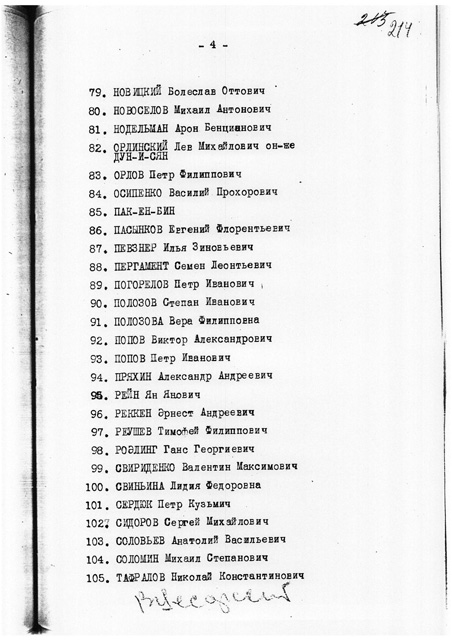 213 214
- 4 -
79. НОВИЦКИЙ Болеслав Оттович
80. НОВОСЕЛОВ Михаил Антонович
81. НОДЕЛЬМАН Арон Бенцианович
82. ОРЛИНСКИЙ Лев Михайлович он-же
ДУН-И-СЯН
83. ОРЛОВ Петр Филиппович
84. ОСИПЕНКО Василий Прохорович
85. ПАК-ЕН-БИН
86. ПАСЫНКОВ Евгений Флорентьевич
87. ПЕВЗНЕР Илья Зиновьевич
88. ПЕРГАМЕНТ Семен Леонтьевич
89. ПОГОРЕЛОВ Петр Иванович
90. ПОЛОЗОВ Степан Иванович
91. ПОЛОЗОВА Вера Филипповна
92. ПОПОВ Виктор Александрович
93. ПОПОВ Петр Иванович
94. ПРЯХИН Александр Андреевич
95. РЕЙН Ян Янович
96. РЕККЕН Эрнест Андреевич
97. РЕУШЕВ Тимофей Филиппович
98. РОЭЛИНГ Ганс Георгиевич
99. СВИРИДЕНКО Валентин Максимович
100. СВИНЬИНА Лидия Федоровна
101. СЕРДЮК Петр Кузьмич
102. СИДОРОВ Сергей Михайлович
103. СОЛОВЬЕВ Анатолий Васильевич
104. СОЛОМИН Михаил Степанович
105. ТАФРАЛОВ Николай Константинович